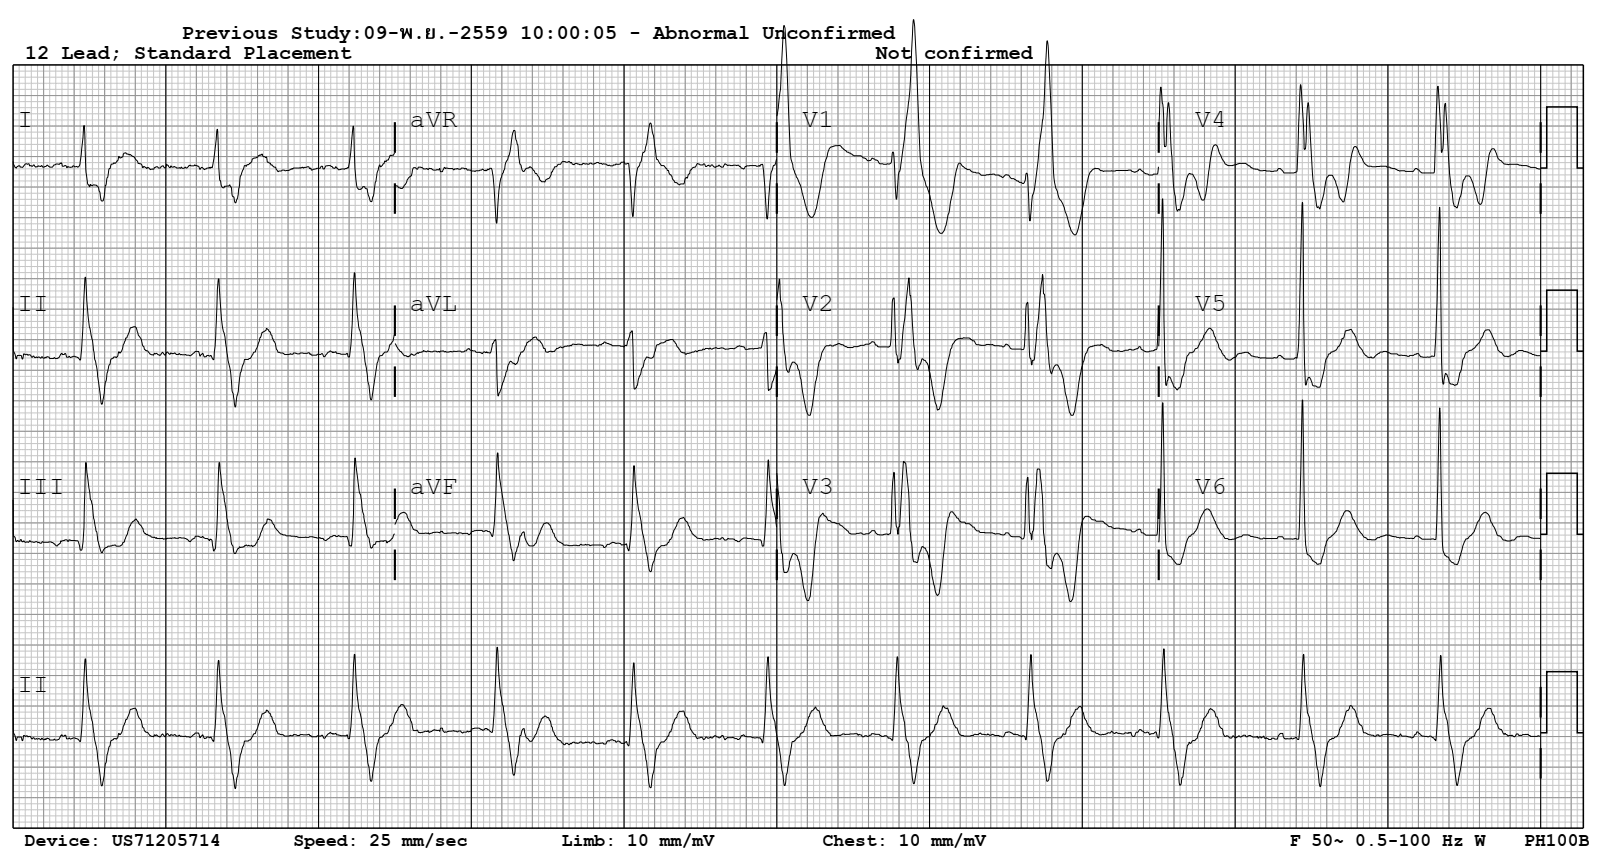 Previous Study:09-พ.ย.-2559 10:00:05 - Abnormal Unconfirmed
12 Lead; Standard Placement Not confirmed
I aVR V1 V4
II aVL V2 V5
III aVF V3 V6
II
Device: US71205714 Speed: 25 mm/sec Limb: 10 mm/mV Chest: 10 mm/mV F 50~ 0.5-100 Hz W PH100B